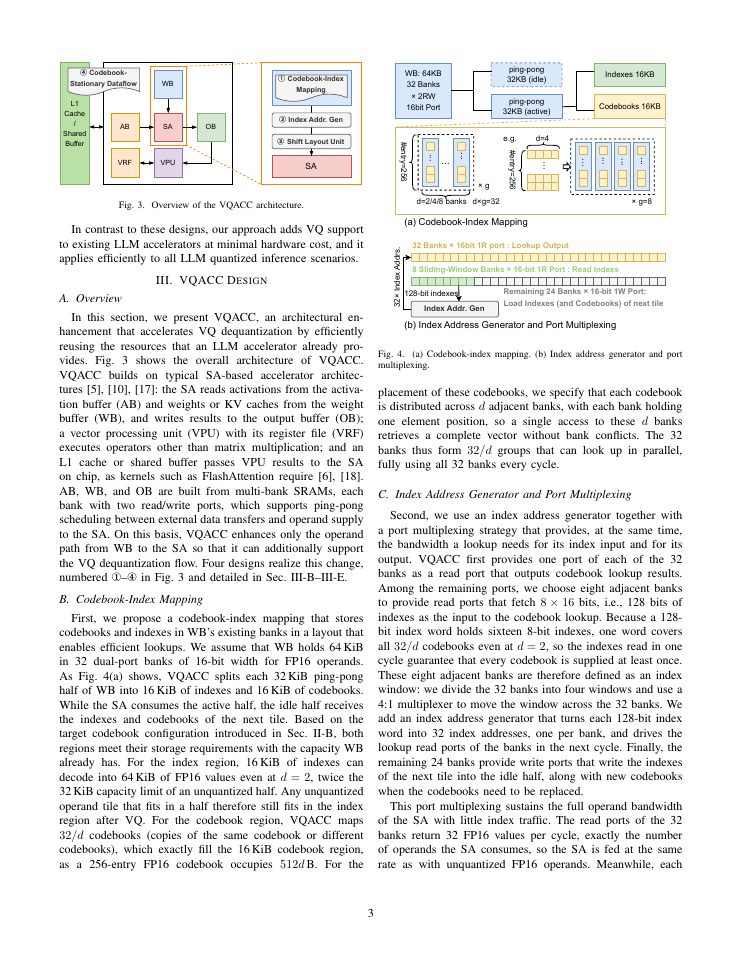 ④ Codebook-
Stationary Dataflow
L1
Cache
/
Shared
Buffer
WB
AB
SA
OB
VRF
VPU
① Codebook-Index
Mapping
② Index Addr. Gen
③ Shift Layout Unit
SA
Fig. 3. Overview of the VQACC architecture.
In contrast to these designs, our approach adds VQ support
to existing LLM accelerators at minimal hardware cost, and it
applies efficiently to all LLM quantized inference scenarios.
III. VQACC DESIGN
A. Overview
In this section, we present VQACC, an architectural en-
hancement that accelerates VQ dequantization by efficiently
reusing the resources that an LLM accelerator already pro-
vides. Fig. 3 shows the overall architecture of VQACC.
VQACC builds on typical SA-based accelerator architec-
tures [5], [10], [17]: the SA reads activations from the activa-
tion buffer (AB) and weights or KV caches from the weight
buffer (WB), and writes results to the output buffer (OB);
a vector processing unit (VPU) with its register file (VRF)
executes operators other than matrix multiplication; and an
L1 cache or shared buffer passes VPU results to the SA
on chip, as kernels such as FlashAttention require [6], [18].
AB, WB, and OB are built from multi-bank SRAMs, each
bank with two read/write ports, which supports ping-pong
scheduling between external data transfers and operand supply
to the SA. On this basis, VQACC enhances only the operand
path from WB to the SA so that it can additionally support
the VQ dequantization flow. Four designs realize this change,
numbered ①–④ in Fig. 3 and detailed in Sec. III-B–III-E.
B. Codebook-Index Mapping
First, we propose a codebook-index mapping that stores
codebooks and indexes in WB's existing banks in a layout that
enables efficient lookups. We assume that WB holds 64 KiB
in 32 dual-port banks of 16-bit width for FP16 operands.
As Fig. 4(a) shows, VQACC splits each 32 KiB ping-pong
half of WB into 16 KiB of indexes and 16 KiB of codebooks.
While the SA consumes the active half, the idle half receives
the indexes and codebooks of the next tile. Based on the
target codebook configuration introduced in Sec. II-B, both
regions meet their storage requirements with the capacity WB
already has. For the index region, 16 KiB of indexes can
decode into 64 KiB of FP16 values even at d = 2, twice the
32 KiB capacity limit of an unquantized half. Any unquantized
operand tile that fits in a half therefore still fits in the index
region after VQ. For the codebook region, VQACC maps
32/d codebooks (copies of the same codebook or different
codebooks), which exactly fill the 16 KiB codebook region,
as a 256-entry FP16 codebook occupies 512d B. For the
WB: 64KB
32 Banks
× 2RW
16bit Port
ping-pong
32KB (idle)
ping-pong
32KB (active)
Indexes 16KB
Codebooks 16KB
#entry=256
...
× g
d=2/4/8 banks d×g=32
e.g. d=4
#entry=256
× g=8
(a) Codebook-Index Mapping
32 Banks × 16-bit 1R port : Lookup Output
8 Sliding-Window Banks × 16-bit 1R Port : Read Indexes
32× Index Addrs.
128-bit indexes
Remaining 24 Banks × 16-bit 1W Port:
Load Indexes (and Codebooks) of next tile
Index Addr. Gen
(b) Index Address Generator and Port Multiplexing
Fig. 4. (a) Codebook-index mapping. (b) Index address generator and port
multiplexing.
placement of these codebooks, we specify that each codebook
is distributed across d adjacent banks, with each bank holding
one element position, so a single access to these d banks
retrieves a complete vector without bank conflicts. The 32
banks thus form 32/d groups that can look up in parallel,
fully using all 32 banks every cycle.
C. Index Address Generator and Port Multiplexing
Second, we use an index address generator together with
a port multiplexing strategy that provides, at the same time,
the bandwidth a lookup needs for its index input and for its
output. VQACC first provides one port of each of the 32
banks as a read port that outputs codebook lookup results.
Among the remaining ports, we choose eight adjacent banks
to provide read ports that fetch 8 × 16 bits, i.e., 128 bits of
indexes as the input to the codebook lookup. Because a 128-
bit index word holds sixteen 8-bit indexes, one word covers
all 32/d codebooks even at d = 2, so the indexes read in one
cycle guarantee that every codebook is supplied at least once.
These eight adjacent banks are therefore defined as an index
window: we divide the 32 banks into four windows and use a
4:1 multiplexer to move the window across the 32 banks. We
add an index address generator that turns each 128-bit index
word into 32 index addresses, one per bank, and drives the
lookup read ports of the banks in the next cycle. Finally, the
remaining 24 banks provide write ports that write the indexes
of the next tile into the idle half, along with new codebooks
when the codebooks need to be replaced.
This port multiplexing sustains the full operand bandwidth
of the SA with little index traffic. The read ports of the 32
banks return 32 FP16 values per cycle, exactly the number
of operands the SA consumes, so the SA is fed at the same
rate as with unquantized FP16 operands. Meanwhile, each
3